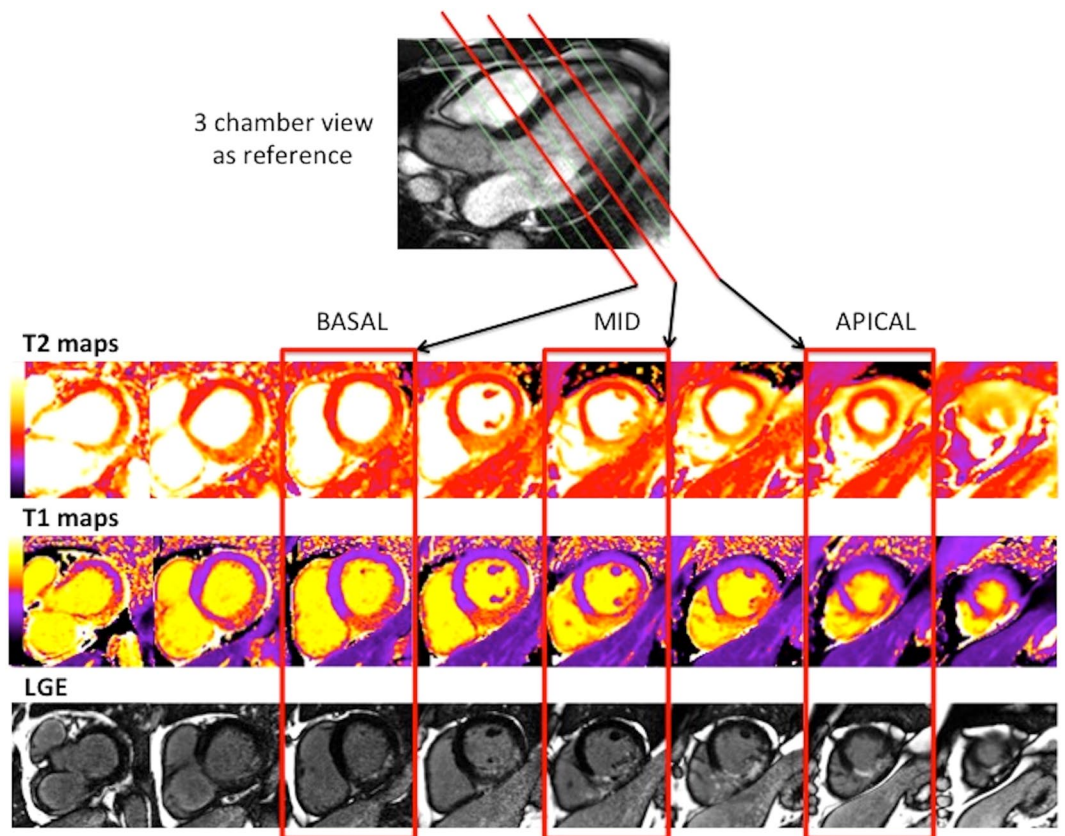 3 chamber view
as reference
BASAL
MID
APICAL
T2 maps
T1 maps
LGE